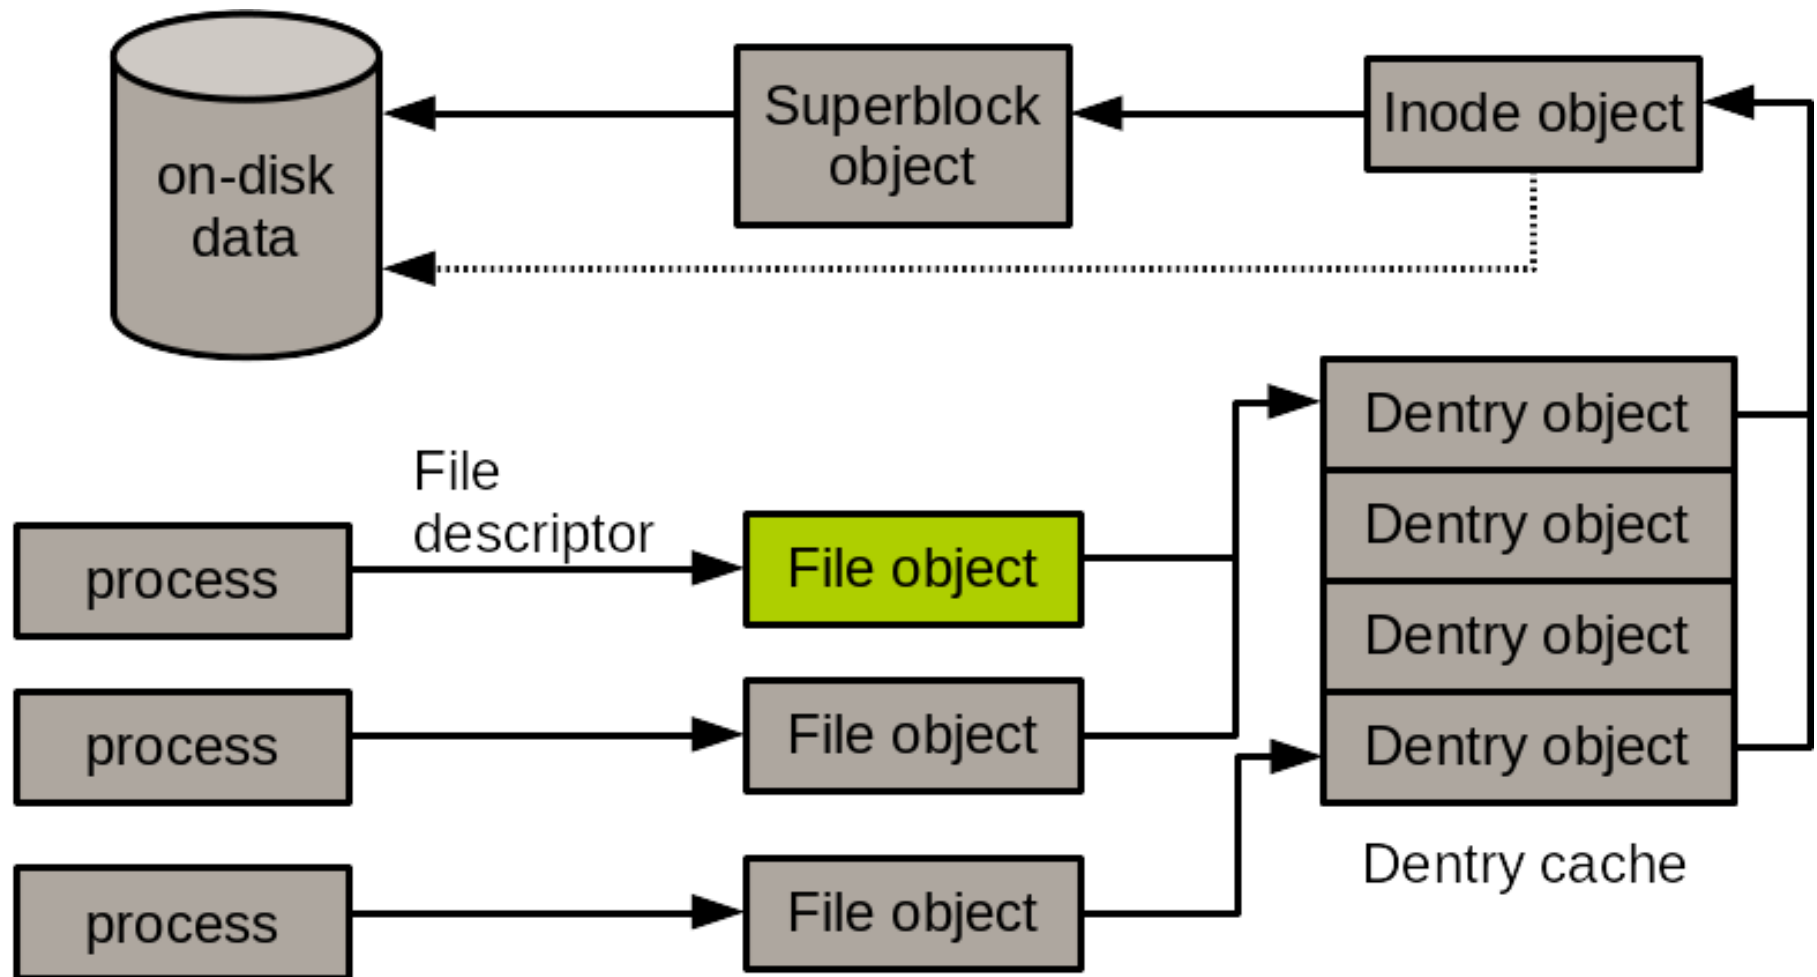 on-disk
data
Superblock
object
Inode object
File
descriptor
process
File object
process
File object
process
File object
Dentry object
Dentry object
Dentry object
Dentry object
Dentry cache